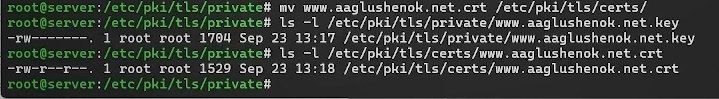 root@server:/etc/pki/tls/private# mv www.aaglushenok.net.crt /etc/pki/tls/certs/
root@server:/etc/pki/tls/private# ls -l /etc/pki/tls/private/www.aaglushenok.net.key
-rw-------. 1 root root 1704 Sep 23 13:17 /etc/pki/tls/private/www.aaglushenok.net.key
root@server:/etc/pki/tls/private# ls -l /etc/pki/tls/certs/www.aaglushenok.net.crt
-rw-r--r--. 1 root root 1529 Sep 23 13:18 /etc/pki/tls/certs/www.aaglushenok.net.crt
root@server:/etc/pki/tls/private#